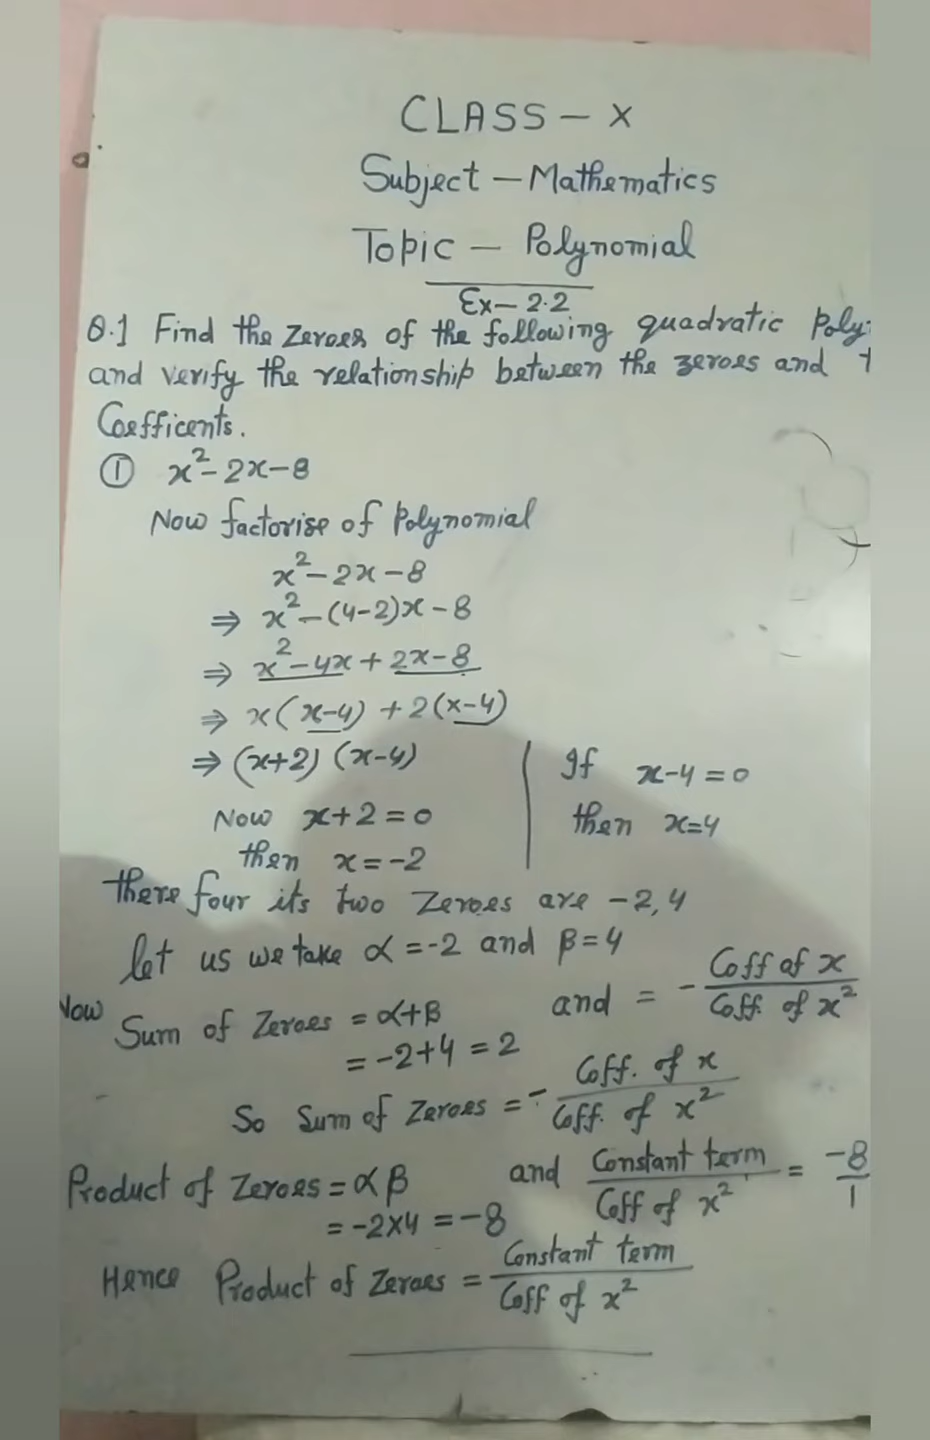 CLASS – X
Subject – Mathematics
Topic – Polynomial
Ex – 2.2
Q.1 Find the zeroes of the following quadratic Poly
and verify the relationship between the zeroes and t
Coefficents.
① x² - 2x - 8
Now factorise of Polynomial
x² - 2x - 8
⇒ x² - (4-2)x - 8
⇒ x² - 4x + 2x - 8
⇒ x(x-4) + 2(x-4)
⇒ (x+2) (x-4) | If x-4 = 0
Now x+2 = 0 | then x=4
then x = -2
there four its two Zeroes are -2, 4
let us we take α = -2 and β = 4
Now Sum of Zeroes = α+β and = - Coff of x / Coff. of x²
= -2+4 = 2
So Sum of Zeroes = - Coff. of x / Coff. of x²
Product of Zeroes = αβ and Constant term / Coff of x² = -8/1
= -2x4 = -8
Hence Product of Zeroes = Constant term / Coff of x²